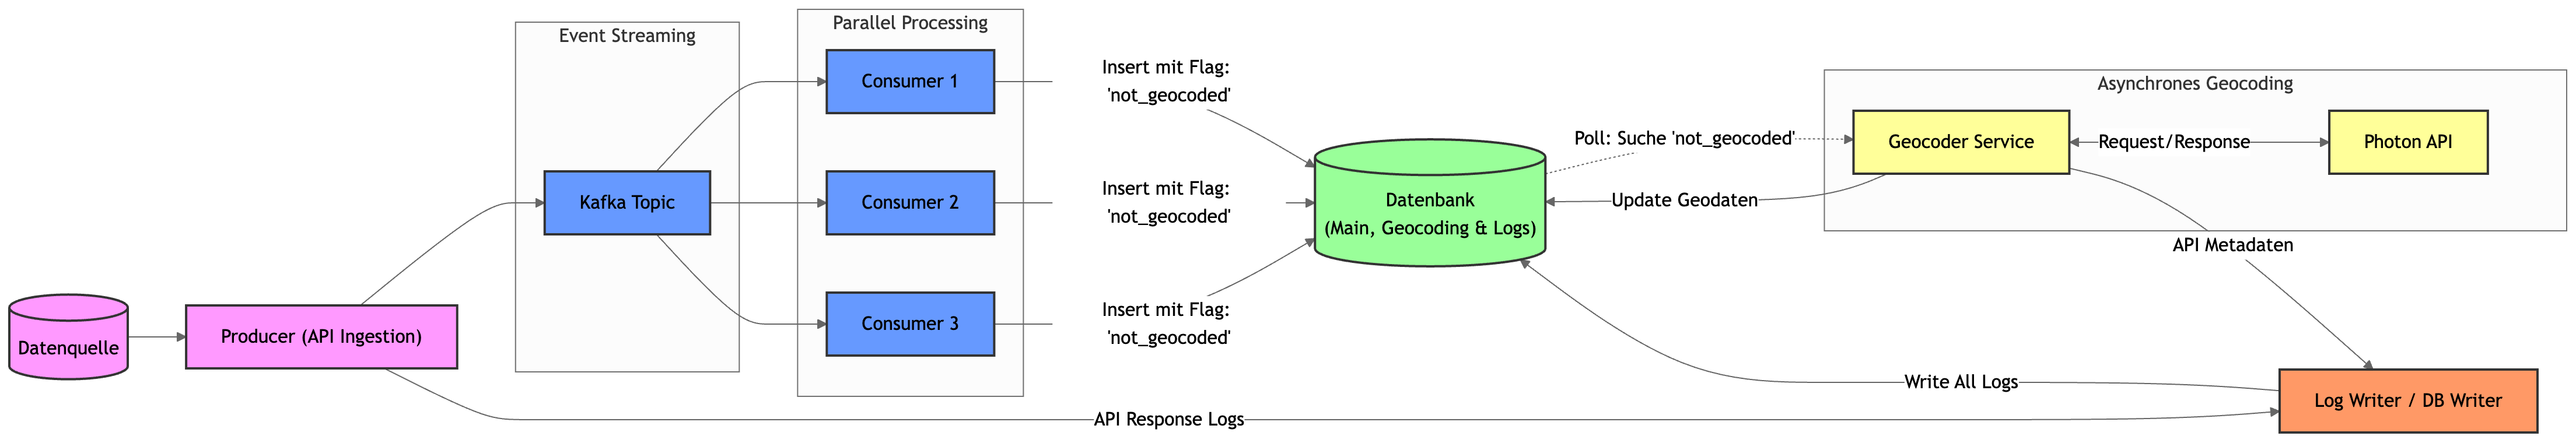 Event Streaming
Parallel Processing
Consumer 1
Insert mit Flag:
'not_geocoded'
Asynchrones Geocoding
Poll: Suche 'not_geocoded'
Geocoder Service
Request/Response
Photon API
Kafka Topic
Consumer 2
Insert mit Flag:
'not_geocoded'
Datenbank
(Main, Geocoding & Logs)
Update Geodaten
API Metadaten
Datenquelle
Producer (API Ingestion)
Consumer 3
Insert mit Flag:
'not_geocoded'
Write All Logs
Log Writer / DB Writer
API Response Logs